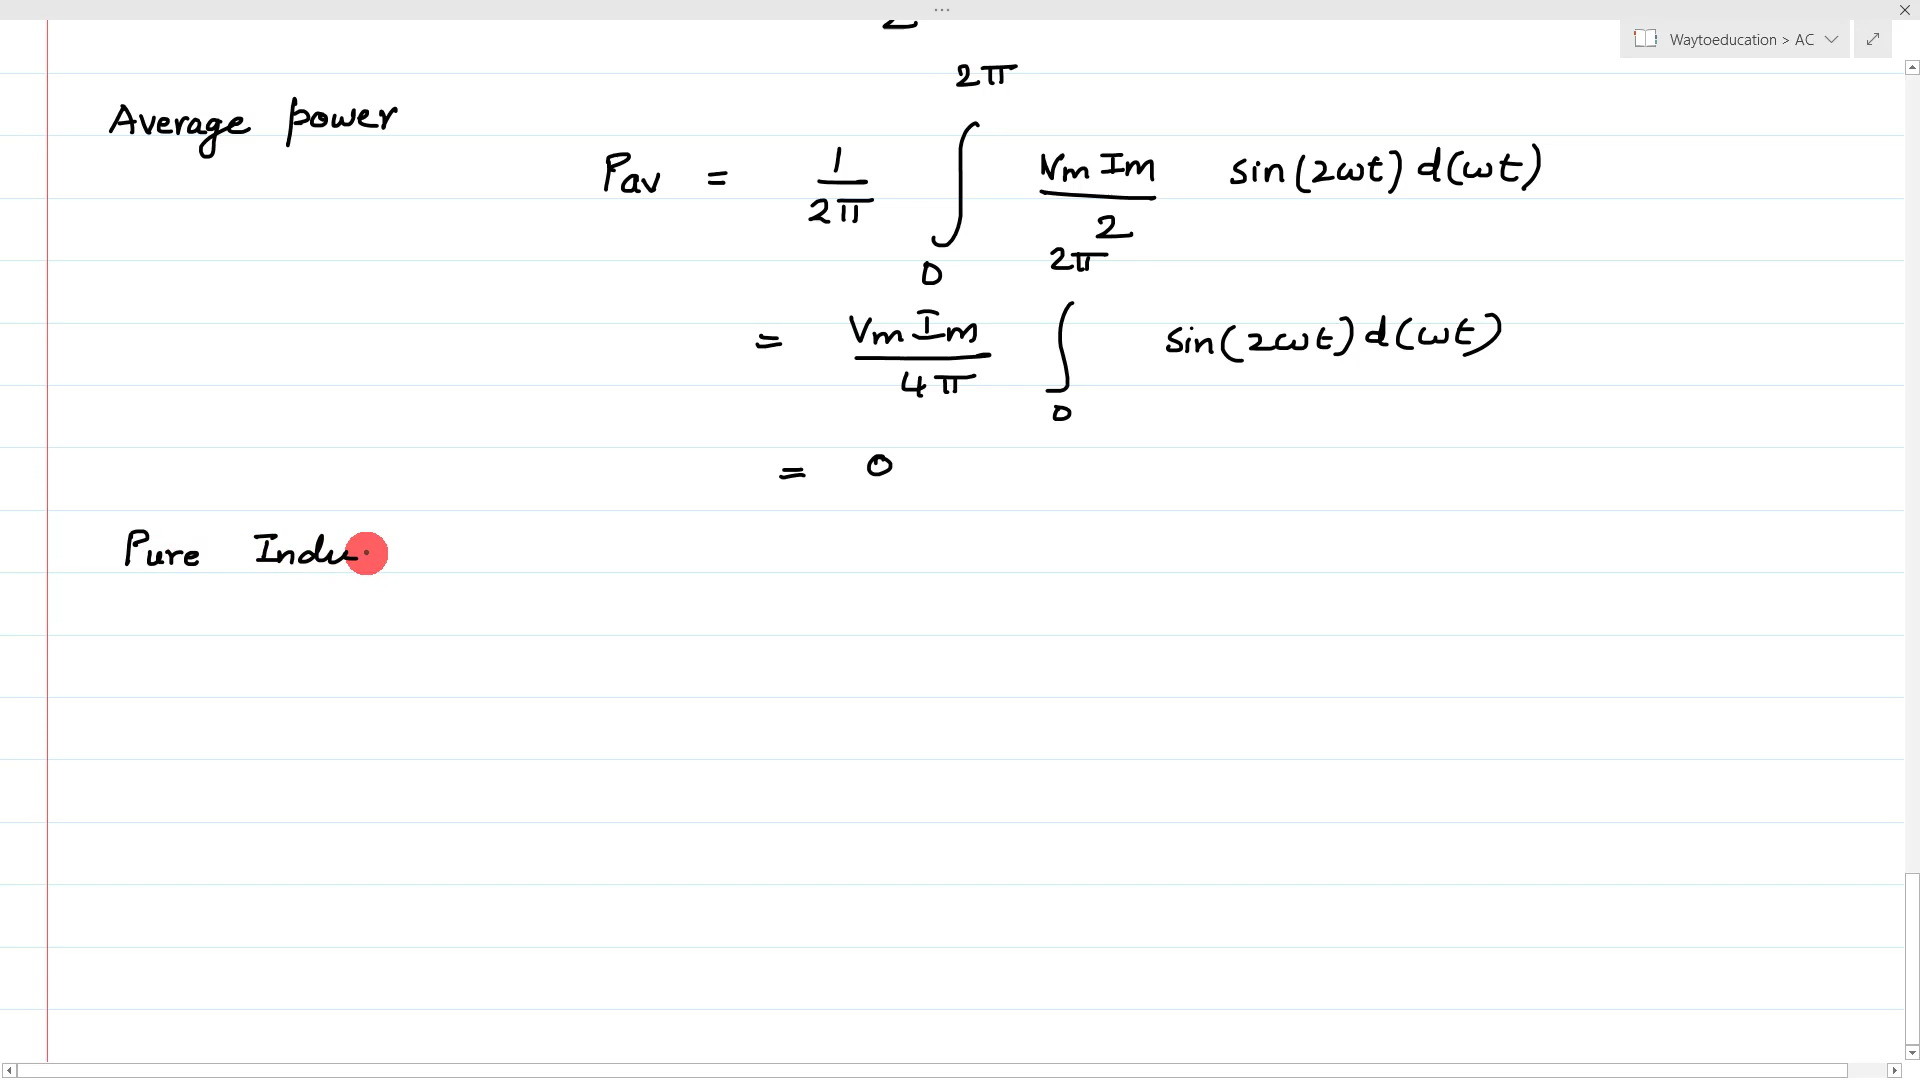 Waytoeducation > AC
2π
Average power
Pav = 1/2π ∫ Vm Im/2 sin(2ωt) d(ωt)
0
2π
= Vm Im/4π ∫ sin(2ωt) d(ωt)
0
= 0
Pure Indu